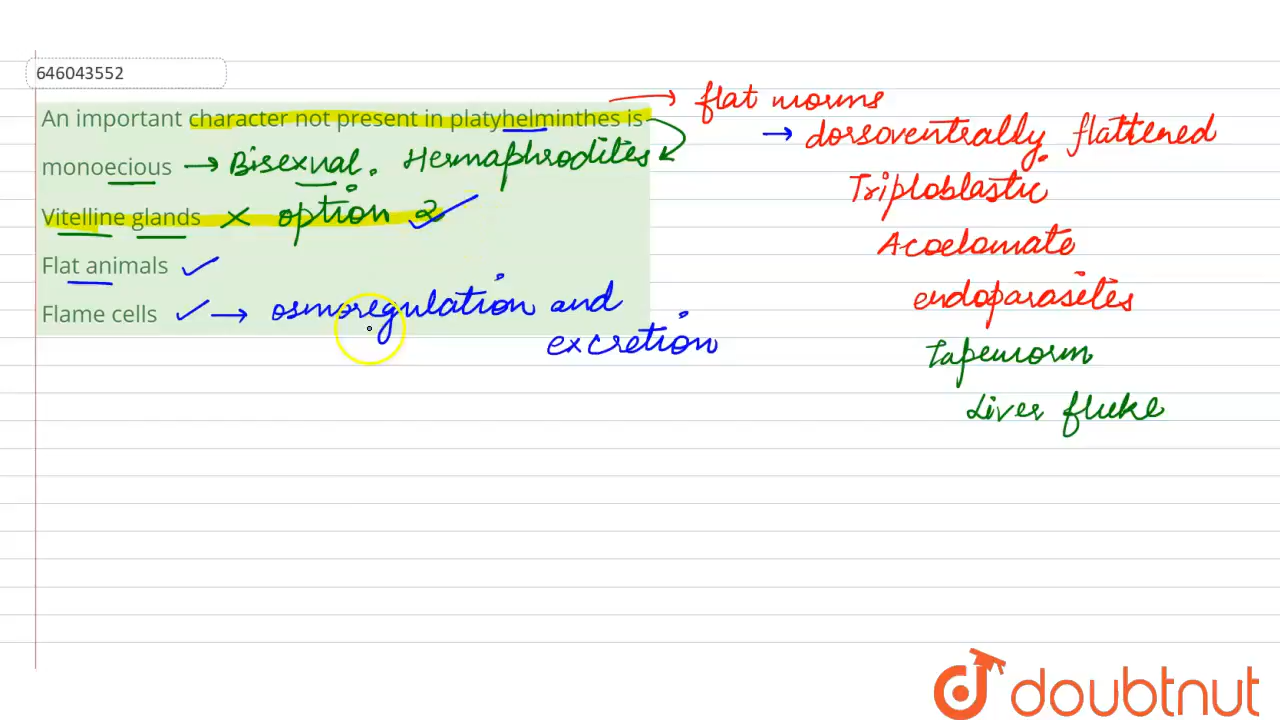 646043552
An important character not present in platyhelminthes is → flat worms
→ dorsoventrally flattened
monoecious → Bisexual. Hermaphrodites
Triploblastic
Vitelline glands × option 2 ✓
Acoelomate
Flat animals ✓
endoparasites
Flame cells ✓ → osmoregulation and
excretion
Tapeworm
Liver fluke
doubtnut